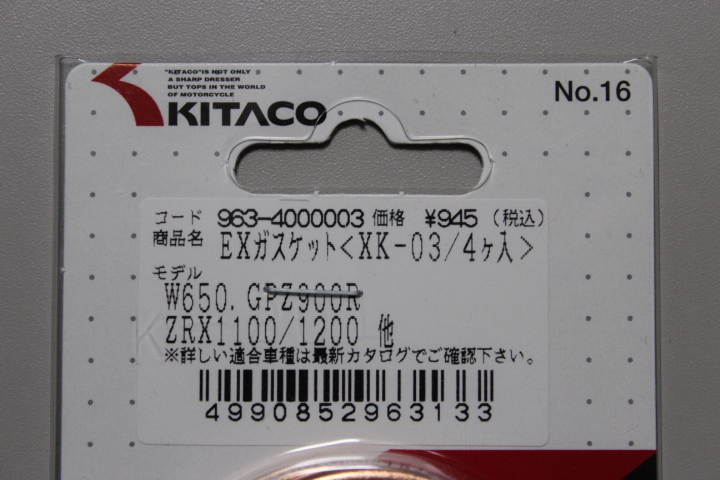 "KITACO"IS NOT ONLY
A SHARP DRESSER
BUT TOPS IN THE WORLD
OF MOTORCYCLE
KITACO
No.16
コード 963-4000003 価格 ¥945 (税込)
商品名 EXガスケット<XK-03/4ヶ入>
モデル
W650. GPZ900R
ZRX1100/1200 他
※詳しい適合車種は最新カタログでご確認下さい。
4990852963133